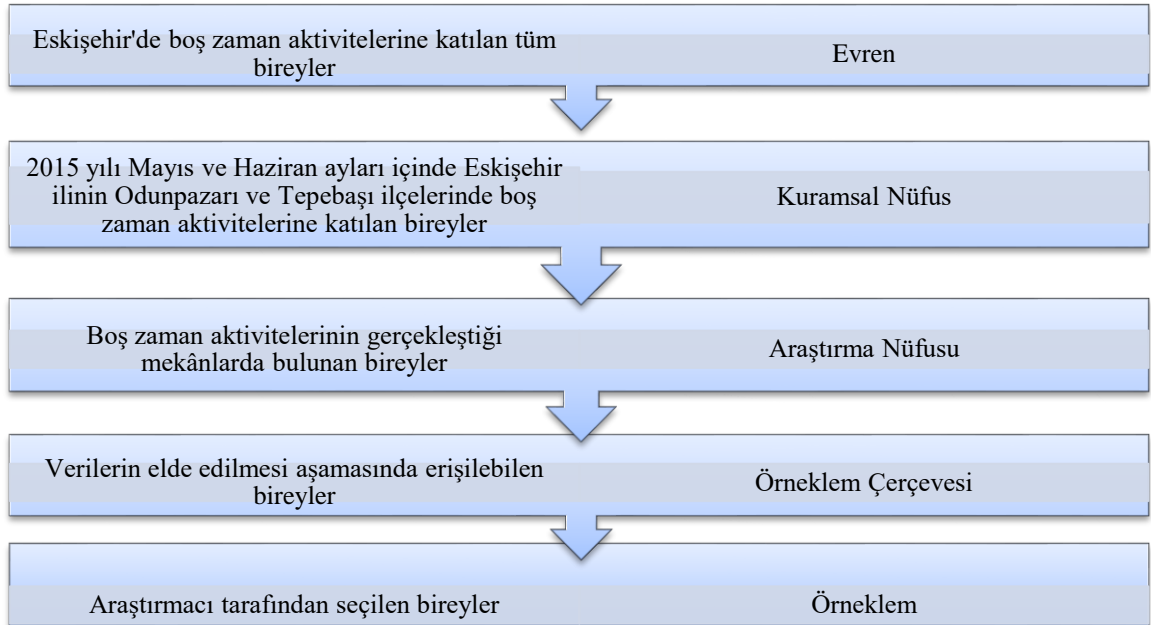 Eskişehir'de boş zaman aktivitelerine katılan tüm
bireyler
Evren
2015 yılı Mayıs ve Haziran ayları içinde Eskişehir
ilinin Odunpazarı ve Tepebaşı ilçelerinde boş
zaman aktivitelerine katılan bireyler
Kuramsal Nüfus
Boş zaman aktivitelerinin gerçekleştiği
mekânlarda bulunan bireyler
Araştırma Nüfusu
Verilerin elde edilmesi aşamasında erişilebilen
bireyler
Örneklem Çerçevesi
Araştırmacı tarafından seçilen bireyler
Örneklem